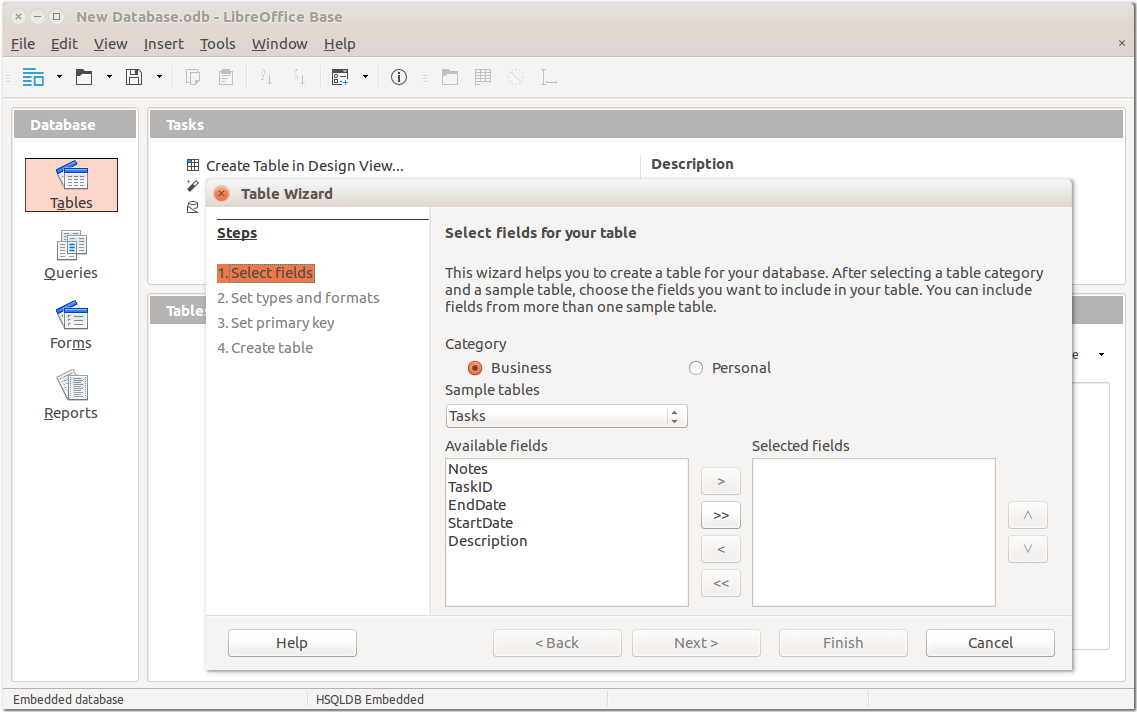 New Database.odb - LibreOffice Base
File Edit View Insert Tools Window Help
Database
Tasks
Tables
Queries
Forms
Reports
Create Table in Design View...
Description
Tables
Table Wizard
Steps
1. Select fields
2. Set types and formats
3. Set primary key
4. Create table
Select fields for your table
This wizard helps you to create a table for your database. After selecting a table category
and a sample table, choose the fields you want to include in your table. You can include
fields from more than one sample table.
Category
Business Personal
Sample tables
Tasks
Available fields Selected fields
Notes
TaskID
EndDate
StartDate
Description
>
>>
<
<<
Help < Back Next > Finish Cancel
Embedded database HSQLDB Embedded